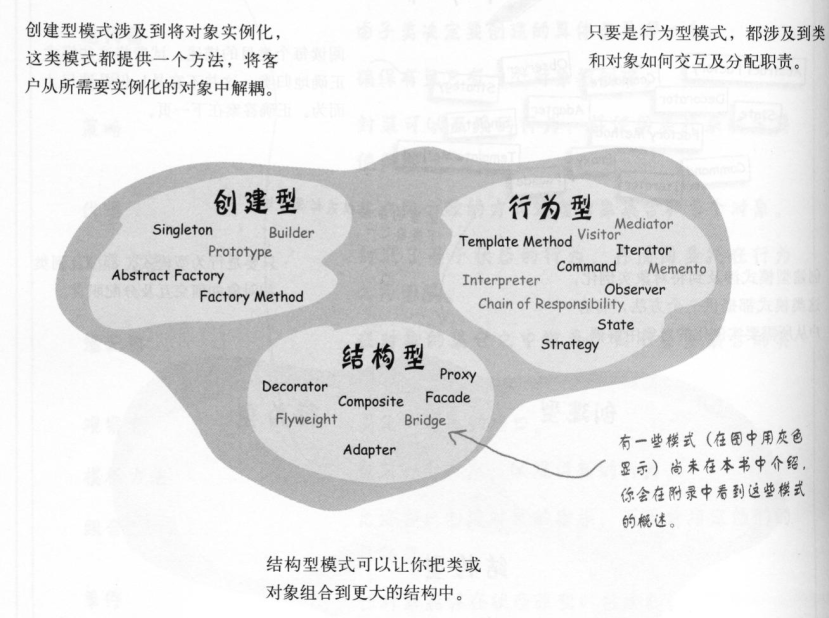 创建型模式涉及到将对象实例化，
这类模式都提供一个方法，将客
户从所需要实例化的对象中解耦。
只要是行为型模式，都涉及到类
和对象如何交互及分配职责。
创建型
Singleton
Builder
Prototype
Abstract Factory
Factory Method
行为型
Mediator
Visitor
Template Method
Iterator
Command
Memento
Interpreter
Observer
Chain of Responsibility
State
Strategy
结构型
Proxy
Decorator
Facade
Composite
Flyweight
Bridge
Adapter
有一些模式（在图中用灰色
显示）尚未在本书中介绍，
你会在附录中看到这些模式
的概述。
结构型模式可以让你把类或
对象组合到更大的结构中。